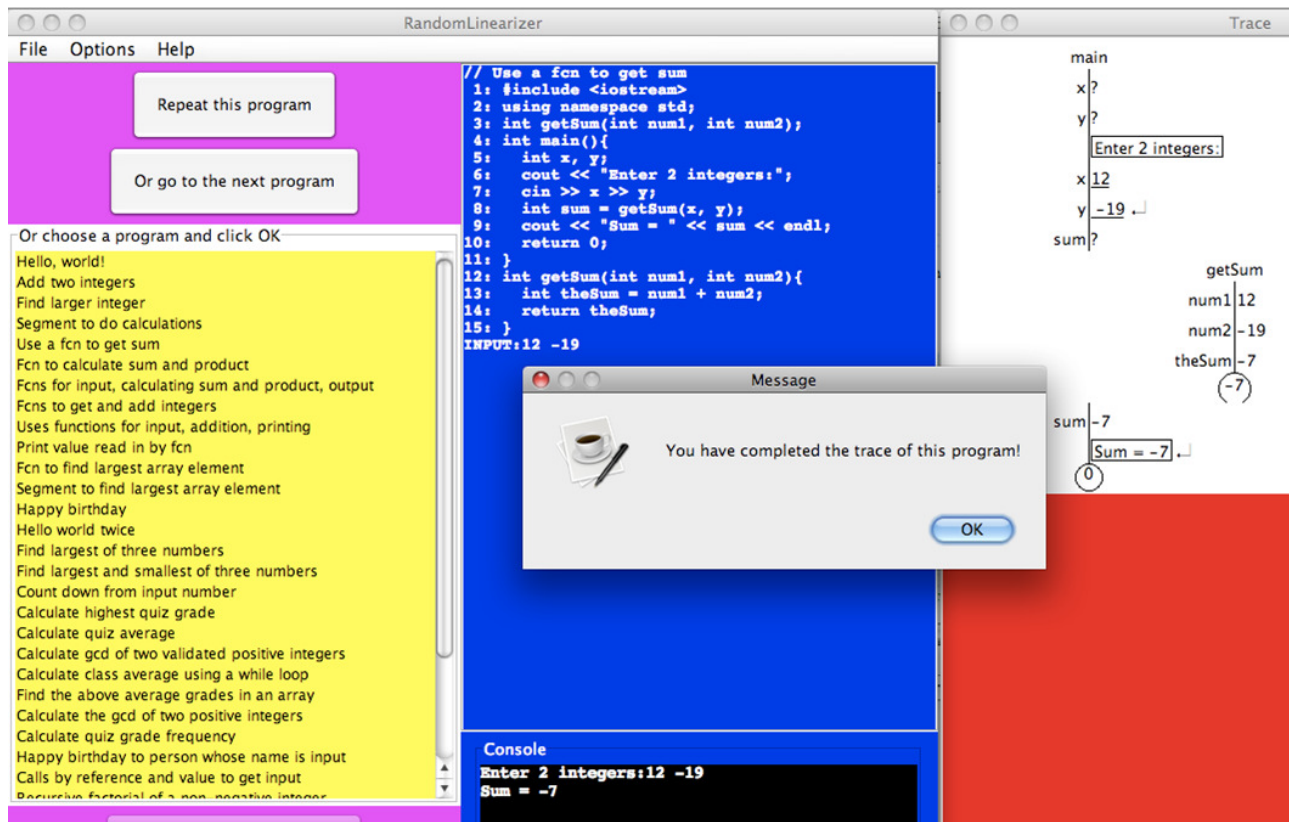 RandomLinearizer
File Options Help
Repeat this program
Or go to the next program
Or choose a program and click OK
Hello, world!
Add two integers
Find larger integer
Segment to do calculations
Use a fcn to get sum
Fcn to calculate sum and product
Fcns for input, calculating sum and product, output
Fcns to get and add integers
Uses functions for input, addition, printing
Print value read in by fcn
Fcn to find largest array element
Segment to find largest array element
Happy birthday
Hello world twice
Find largest of three numbers
Find largest and smallest of three numbers
Count down from input number
Calculate highest quiz grade
Calculate quiz average
Calculate gcd of two validated positive integers
Calculate class average using a while loop
Find the above average grades in an array
Calculate the gcd of two positive integers
Calculate quiz grade frequency
Happy birthday to person whose name is input
Calls by reference and value to get input
Recursive factorial of a non-negative integer
// Use a fcn to get sum
1: #include <iostream>
2: using namespace std;
3: int getSum(int num1, int num2);
4: int main(){
5: int x, y;
6: cout << "Enter 2 integers:";
7: cin >> x >> y;
8: int sum = getSum(x, y);
9: cout << "Sum = " << sum << endl;
10: return 0;
11: }
12: int getSum(int num1, int num2){
13: int theSum = num1 + num2;
14: return theSum;
15: }
INPUT:12 -19
Message
You have completed the trace of this program!
OK
Console
Enter 2 integers:12 -19
Sum = -7
Trace
main
x ?
y ?
Enter 2 integers:
x 12
y -19 ↵
sum ?
getSum
num1 12
num2 -19
theSum -7
(-7)
sum -7
Sum = -7 ↵
0